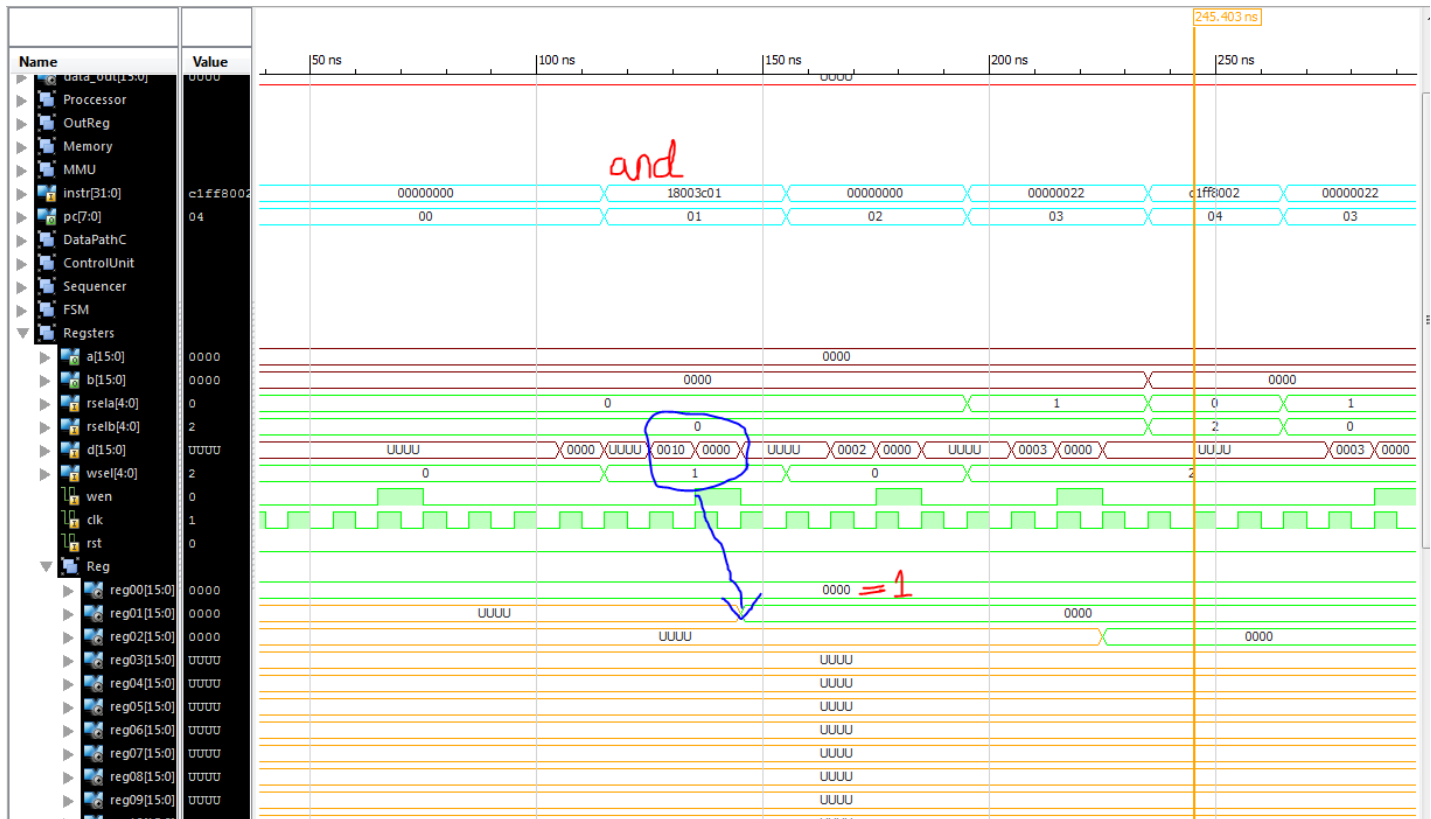 245.403 ns
Name Value 50 ns 100 ns 150 ns 200 ns 250 ns
data_out[15:0] UUUU UUUU
Proccessor
OutReg
Memory
MMU
and
instr[31:0] c1ff8002 00000000 18003c01 00000000 00000022 c1ff8002 00000022
pc[7:0] 04 00 01 02 03 04 03
DataPathC
ControlUnit
Sequencer
FSM
Regsters
a[15:0] 0000 0000
b[15:0] 0000 0000 0000
rsela[4:0] 0 0 1 0 1
rselb[4:0] 2 0 2 0
d[15:0] UUUU UUUU 0000 UUUU 0010 0000 UUUU 0002 0000 UUUU 0003 0000 UUUU 0003 0000
wsel[4:0] 2 0 1 0 2
wen 0
clk 1
rst 0
Reg
reg00[15:0] 0000 0000 = 1
reg01[15:0] 0000 UUUU 0000
reg02[15:0] 0000 UUUU 0000
reg03[15:0] UUUU UUUU
reg04[15:0] UUUU UUUU
reg05[15:0] UUUU UUUU
reg06[15:0] UUUU UUUU
reg07[15:0] UUUU UUUU
reg08[15:0] UUUU UUUU
reg09[15:0] UUUU UUUU